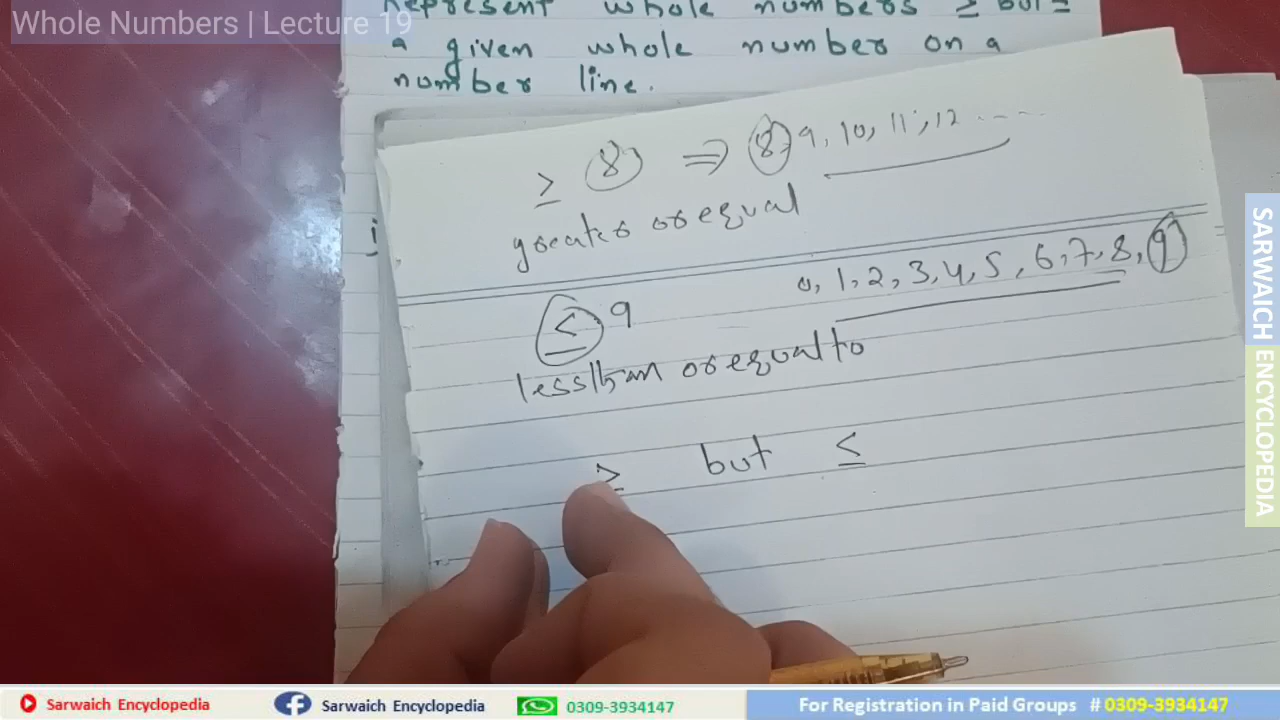 Whole Numbers | Lecture 19
Represent whole numbers ≥ but ≤
a given whole number on a
number line.
≥ 8 ⇒ 8, 9, 10, 11, 12 ......
greater or equal
0, 1, 2, 3, 4, 5, 6, 7, 8, 9
≤ 9
less than or equal to
≥ but ≤
SARWAICH ENCYCLOPEDIA
Sarwaich Encyclopedia
Sarwaich Encyclopedia
0309-3934147
For Registration in Paid Groups # 0309-3934147